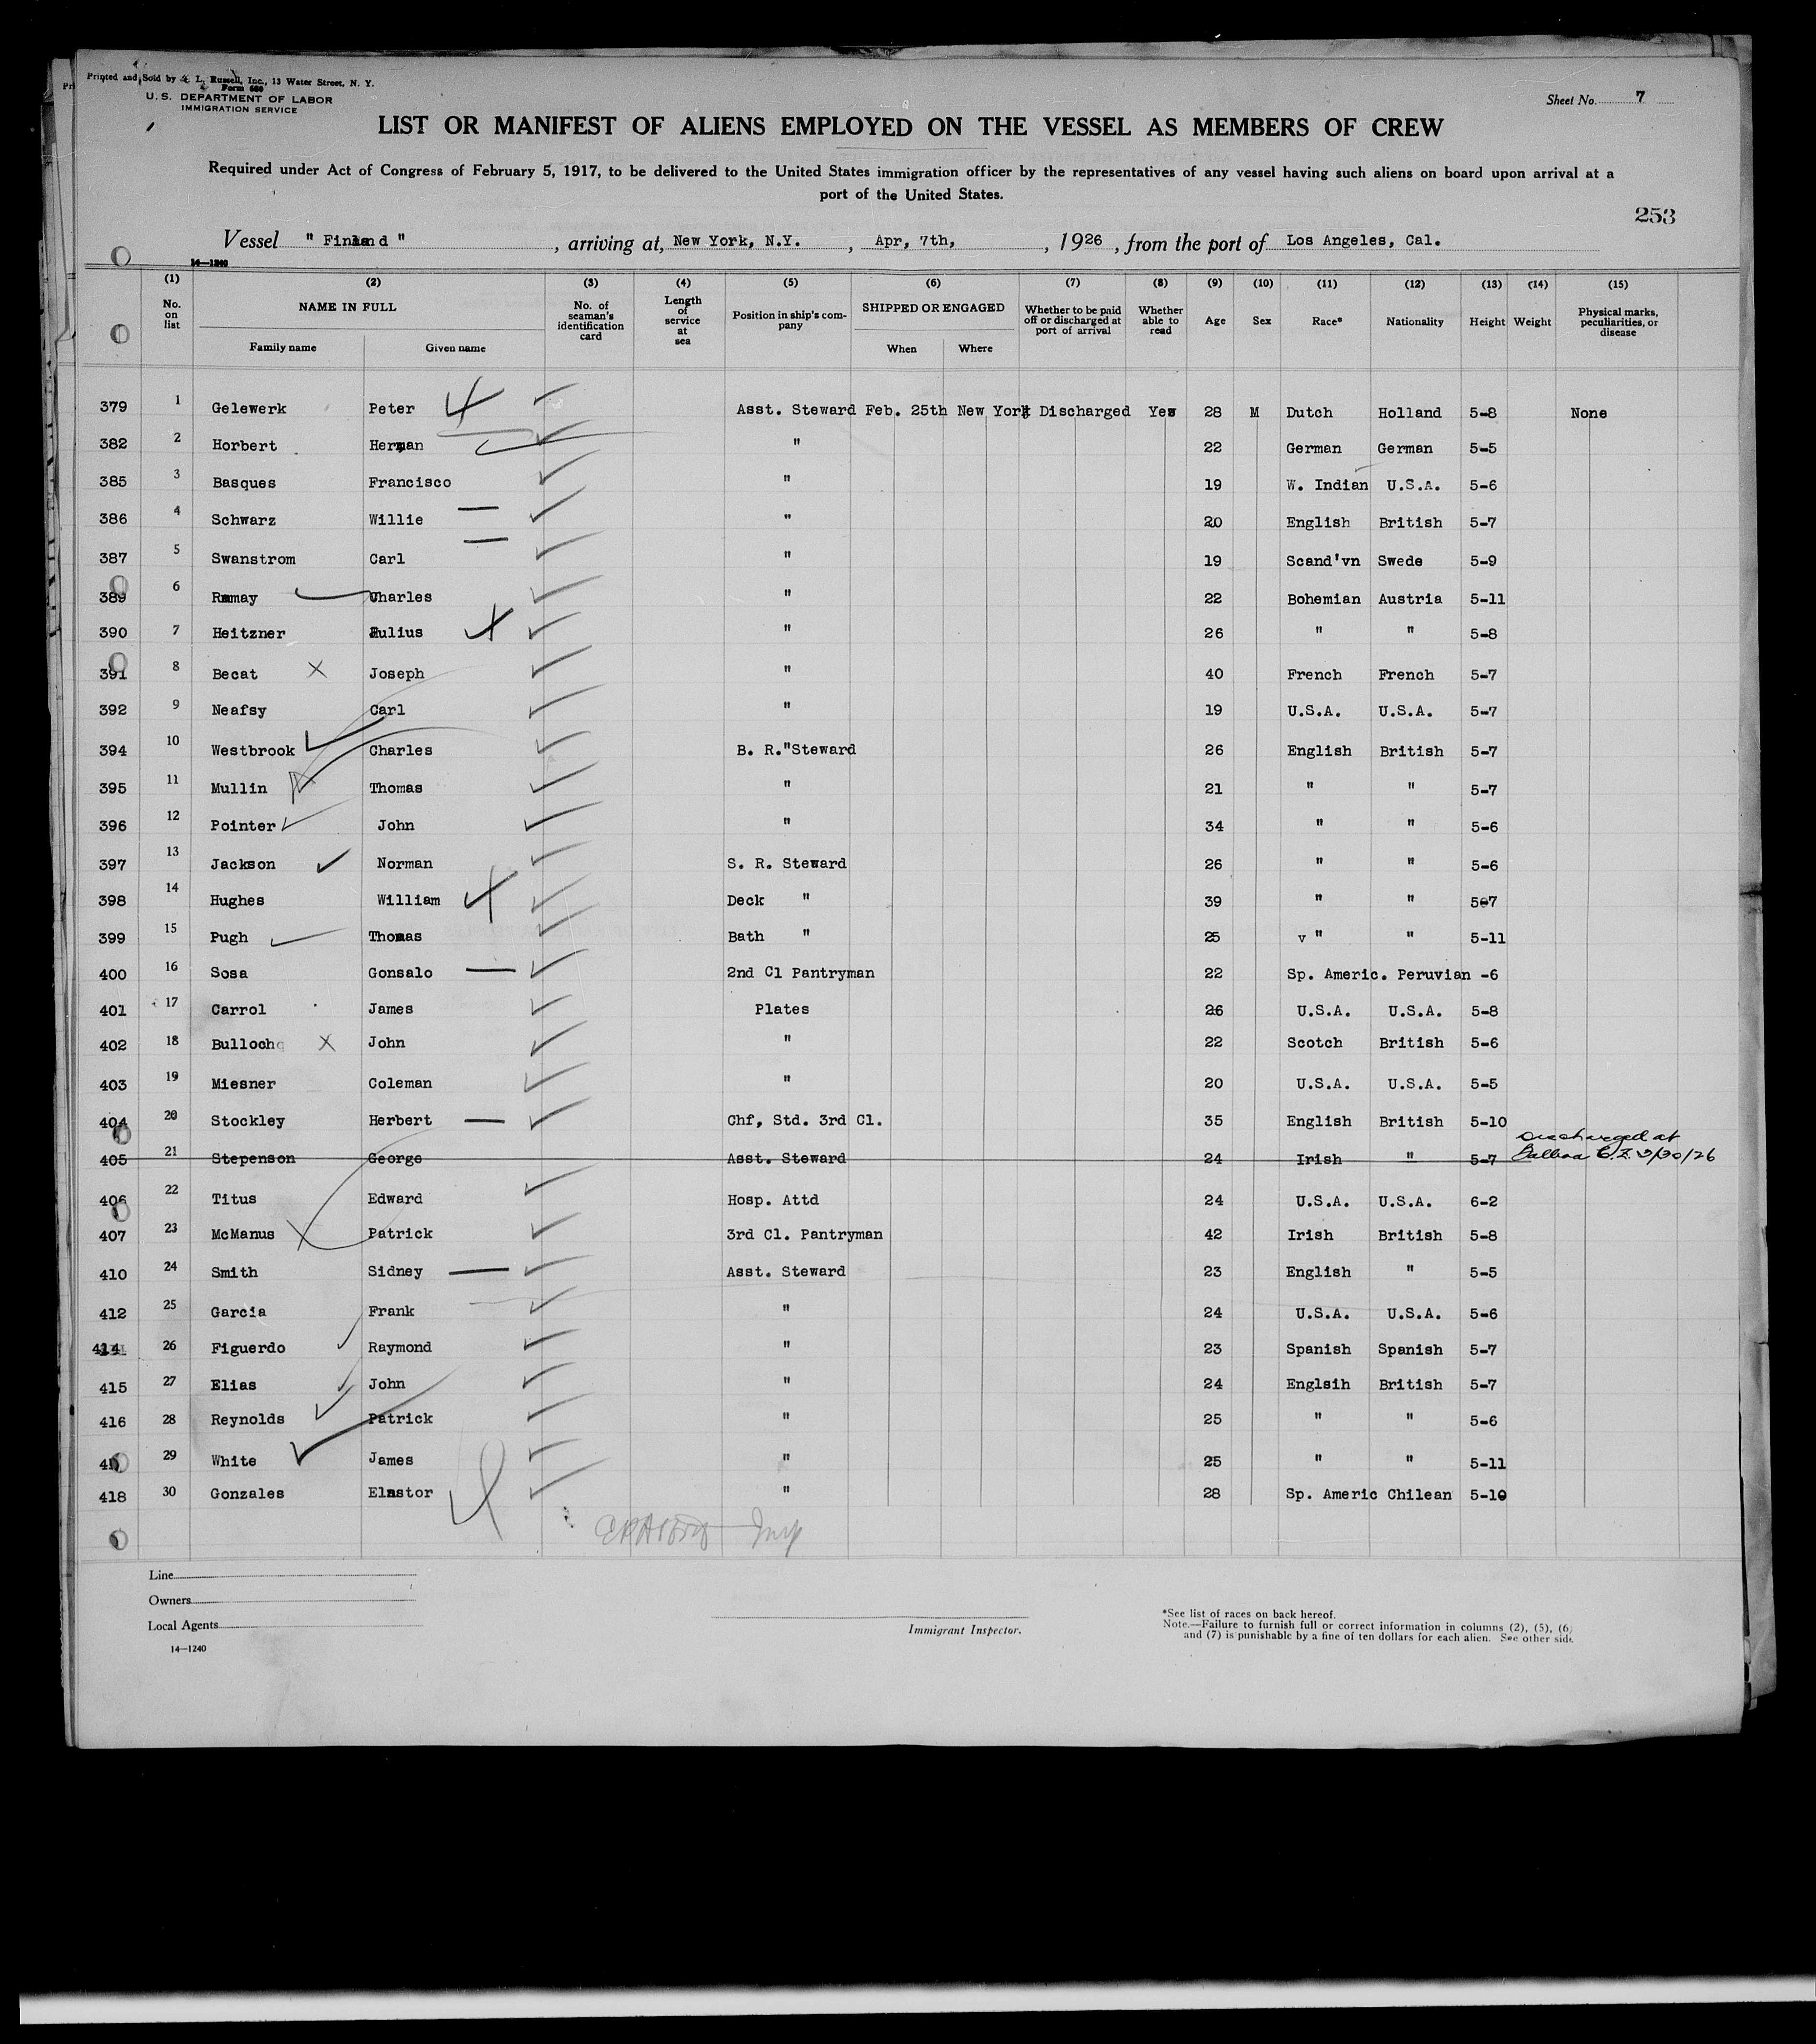 Printed and Sold by L. Russell, Inc., 13 Water Street, N. Y.
Form 680
U. S. DEPARTMENT OF LABOR
IMMIGRATION SERVICE
Sheet No. 7
LIST OR MANIFEST OF ALIENS EMPLOYED ON THE VESSEL AS MEMBERS OF CREW
Required under Act of Congress of February 5, 1917, to be delivered to the United States immigration officer by the representatives of any vessel having such aliens on board upon arrival at a
port of the United States.
253
Vessel " Finland " , arriving at, New York, N.Y. , Apr, 7th, , 1926 , from the port of Los Angeles, Cal.
14—1240
(1) (2) (3) (4) (5) (6) (7) (8) (9) (10) (11) (12) (13) (14) (15)
No. on list NAME IN FULL Family name Given name No. of seaman's identification card Length of service at sea Position in ship's company SHIPPED OR ENGAGED When Where Whether to be paid off or discharged at port of arrival Whether able to read Age Sex Race* Nationality Height Weight Physical marks, peculiarities, or disease
379 1 Gelewerk Peter Asst. Steward Feb. 25th New York Discharged Yes 28 M Dutch Holland 5-8 None
382 2 Horbert Herman " 22 German German 5-5
385 3 Basques Francisco " 19 W. Indian U.S.A. 5-6
386 4 Schwarz Willie " 20 English British 5-7
387 5 Swanstrom Carl " 19 Scand'vn Swede 5-9
389 6 Ramay Charles " 22 Bohemian Austria 5-11
390 7 Heitzner Julius " 26 " " 5-8
391 8 Becat Joseph " 40 French French 5-7
392 9 Neafsy Carl " 19 U.S.A. U.S.A. 5-7
394 10 Westbrook Charles B. R."Steward 26 English British 5-7
395 11 Mullin Thomas " 21 " " 5-7
396 12 Pointer John " 34 " " 5-6
397 13 Jackson Norman S. R. Steward 26 " " 5-6
398 14 Hughes William Deck " 39 " " 5-7
399 15 Pugh Thomas Bath " 25 v " " 5-11
400 16 Sosa Gonsalo 2nd Cl Pantryman 22 Sp. Americ. Peruvian -6
401 17 Carrol James Plates 26 U.S.A. U.S.A. 5-8
402 18 Bulloch John " 22 Scotch British 5-6
403 19 Miesner Coleman " 20 U.S.A. U.S.A. 5-5
404 20 Stockley Herbert Chf, Std. 3rd Cl. 35 English British 5-10
405 21 Stepenson George Asst. Steward 24 Irish " 5-7 Discharged at
Balboa C.Z. 3/30/26
406 22 Titus Edward Hosp. Attd 24 U.S.A. U.S.A. 6-2
407 23 McManus Patrick 3rd Cl. Pantryman 42 Irish British 5-8
410 24 Smith Sidney Asst. Steward 23 English " 5-5
412 25 Garcia Frank " 24 U.S.A. U.S.A. 5-6
414 26 Figuerdo Raymond " 23 Spanish Spanish 5-7
415 27 Elias John " 24 Englsih British 5-7
416 28 Reynolds Patrick " 25 " " 5-6
29 White James " 25 " " 5-11
418 30 Gonzales Elastor " 28 Sp. Americ Chilean 5-10
Line
Owners
Local Agents
14—1240
Immigrant Inspector.
*See list of races on back hereof.
Note.—Failure to furnish full or correct information in columns (2), (5), (6)
and (7) is punishable by a fine of ten dollars for each alien. See other side